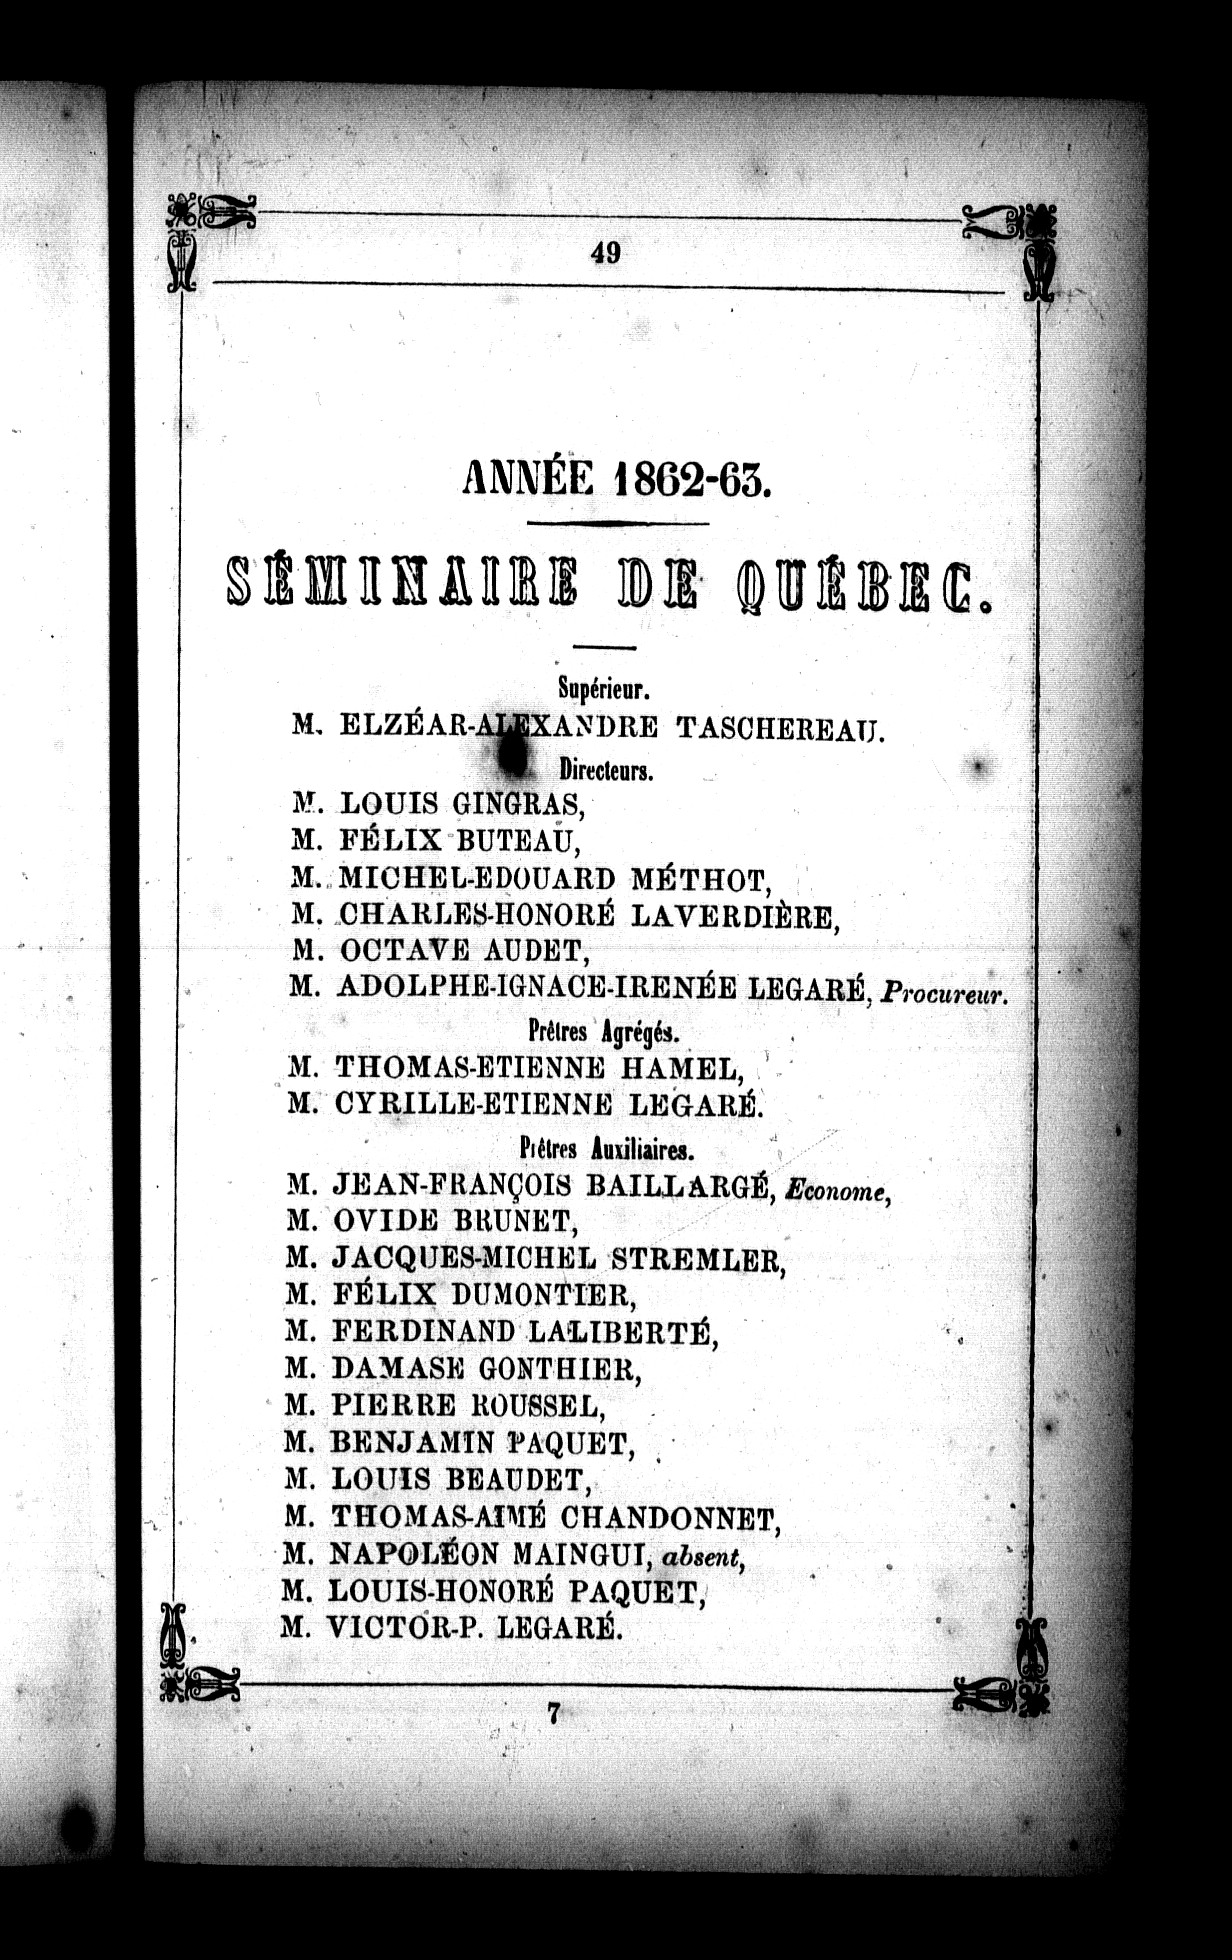 49
ANNÉE 1862-63.
SÉMINAIRE DE QUÉBEC.
Supérieur.
M. ELZÉAR-ALEXANDRE TASCHEREAU.
Directeurs.
M. LOUIS GINGRAS,
M. FÉLIX BUTEAU,
M. MICHEL-EDOUARD MÉTHOT,
M. CHARLES-HONORÉ LAVERDIÈRE,
M. OCTAVE AUDET,
M. ADOLPHE-IGNACE-IRENÉE LEGARÉ, Procureur.
Prêtres Agrégés.
M. THOMAS-ETIENNE HAMEL,
M. CYRILLE-ETIENNE LEGARÉ.
Prêtres Auxiliaires.
M. JEAN-FRANÇOIS BAILLARGÉ, Econome,
M. OVIDE BRUNET,
M. JACQUES-MICHEL STREMLER,
M. FÉLIX DUMONTIER,
M. FERDINAND LALIBERTÉ,
M. DAMASE GONTHIER,
M. PIERRE ROUSSEL,
M. BENJAMIN PAQUET,
M. LOUIS BEAUDET,
M. THOMAS-AIMÉ CHANDONNET,
M. NAPOLÉON MAINGUI, absent,
M. LOUIS-HONORÉ PAQUET,
M. VICTOR-P. LEGARÉ.
7